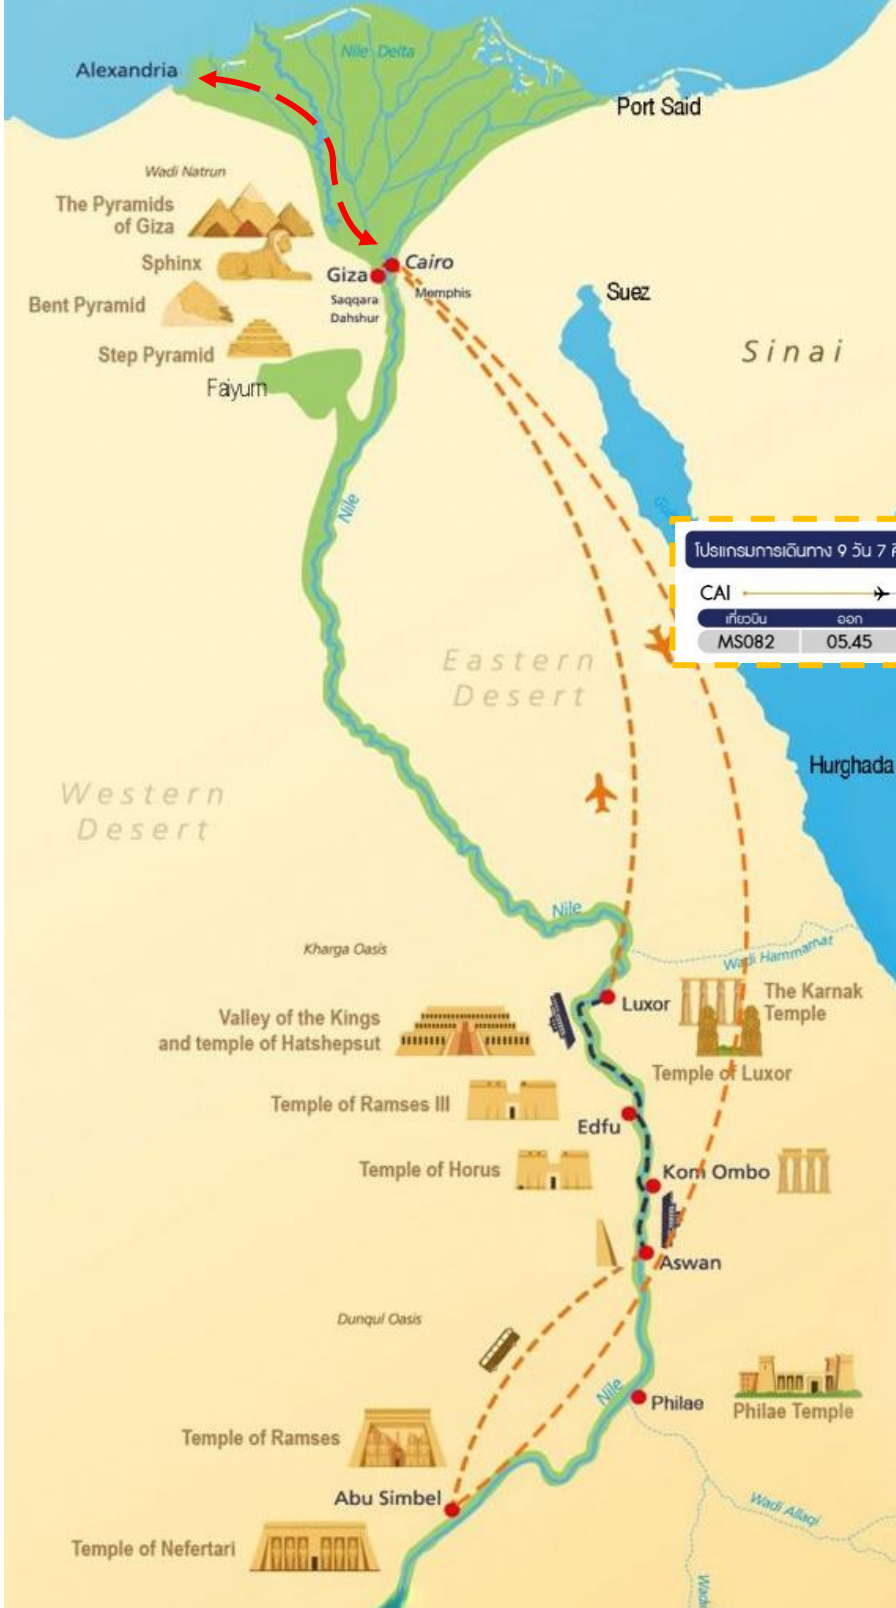 Nile Delta
Alexandria
Port Said
Wadi Natrun
The Pyramids
of Giza
Sphinx
Cairo
Giza
Memphis
Saqqara
Dahshur
Suez
Bent Pyramid
Step Pyramid
Sinai
Faiyum
Nile
โปรแกรมการเดินทาง 9 วัน 7
CAI
เที่ยวบิน ออก
MS082 05.45
Eastern
Desert
Hurghada
Western
Desert
Nile
Kharga Oasis
Wadi Hammamat
Luxor
The Karnak
Temple
Valley of the Kings
and temple of Hatshepsut
Temple of Luxor
Temple of Ramses III
Edfu
Temple of Horus
Kom Ombo
Aswan
Dunqul Oasis
Nile
Philae
Philae Temple
Temple of Ramses
Abu Simbel
Wadi Allaqi
Temple of Nefertari